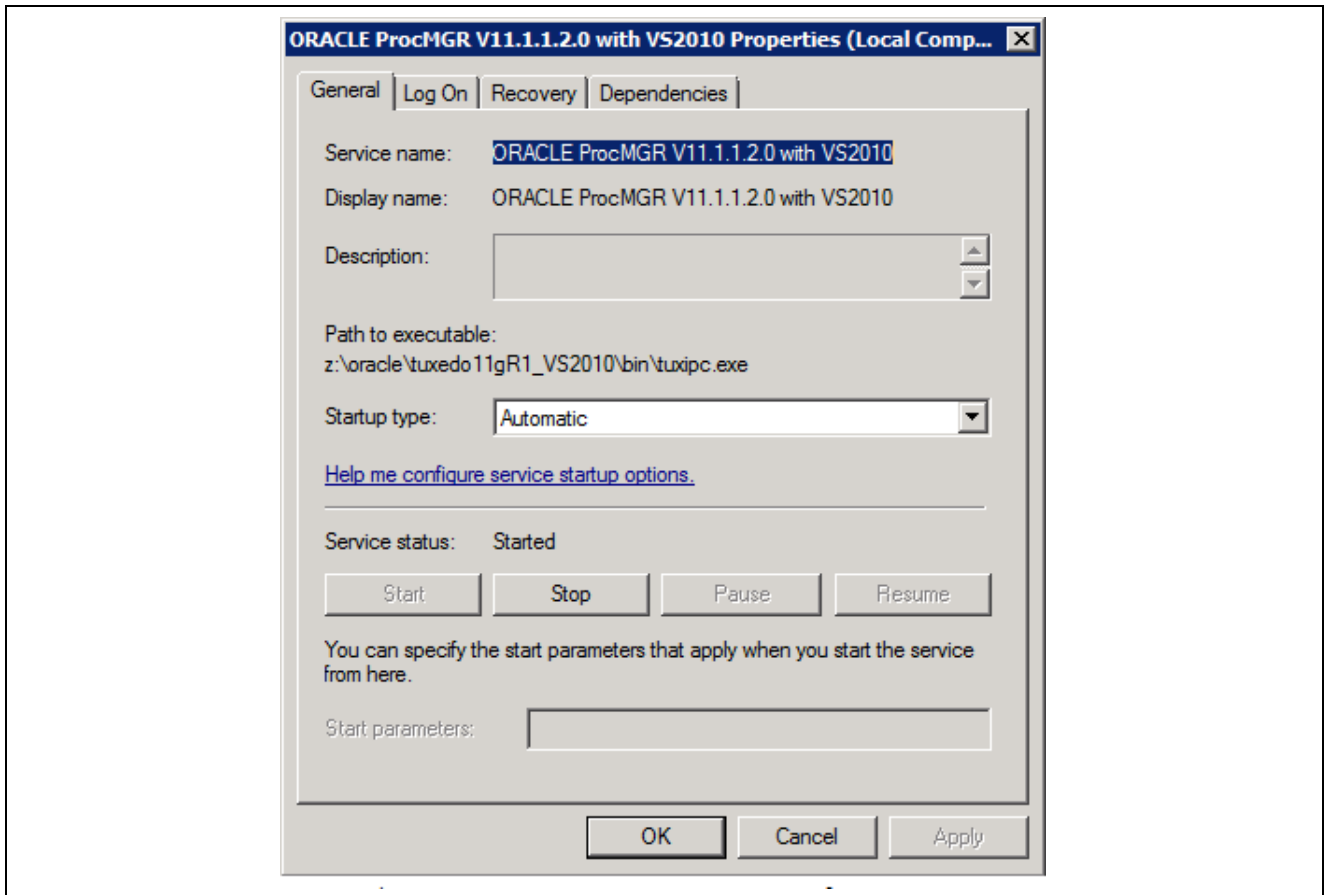 ORACLE ProcMGR V11.1.1.2.0 with VS2010 Properties (Local Comp...
General Log On Recovery Dependencies
Service name: ORACLE ProcMGR V11.1.1.2.0 with VS2010
Display name: ORACLE ProcMGR V11.1.1.2.0 with VS2010
Description:
Path to executable:
z:\oracle\tuxedo11gR1_VS2010\bin\tuxipc.exe
Startup type: Automatic
Help me configure service startup options.
Service status: Started
Start Stop Pause Resume
You can specify the start parameters that apply when you start the service
from here.
Start parameters:
OK Cancel Apply